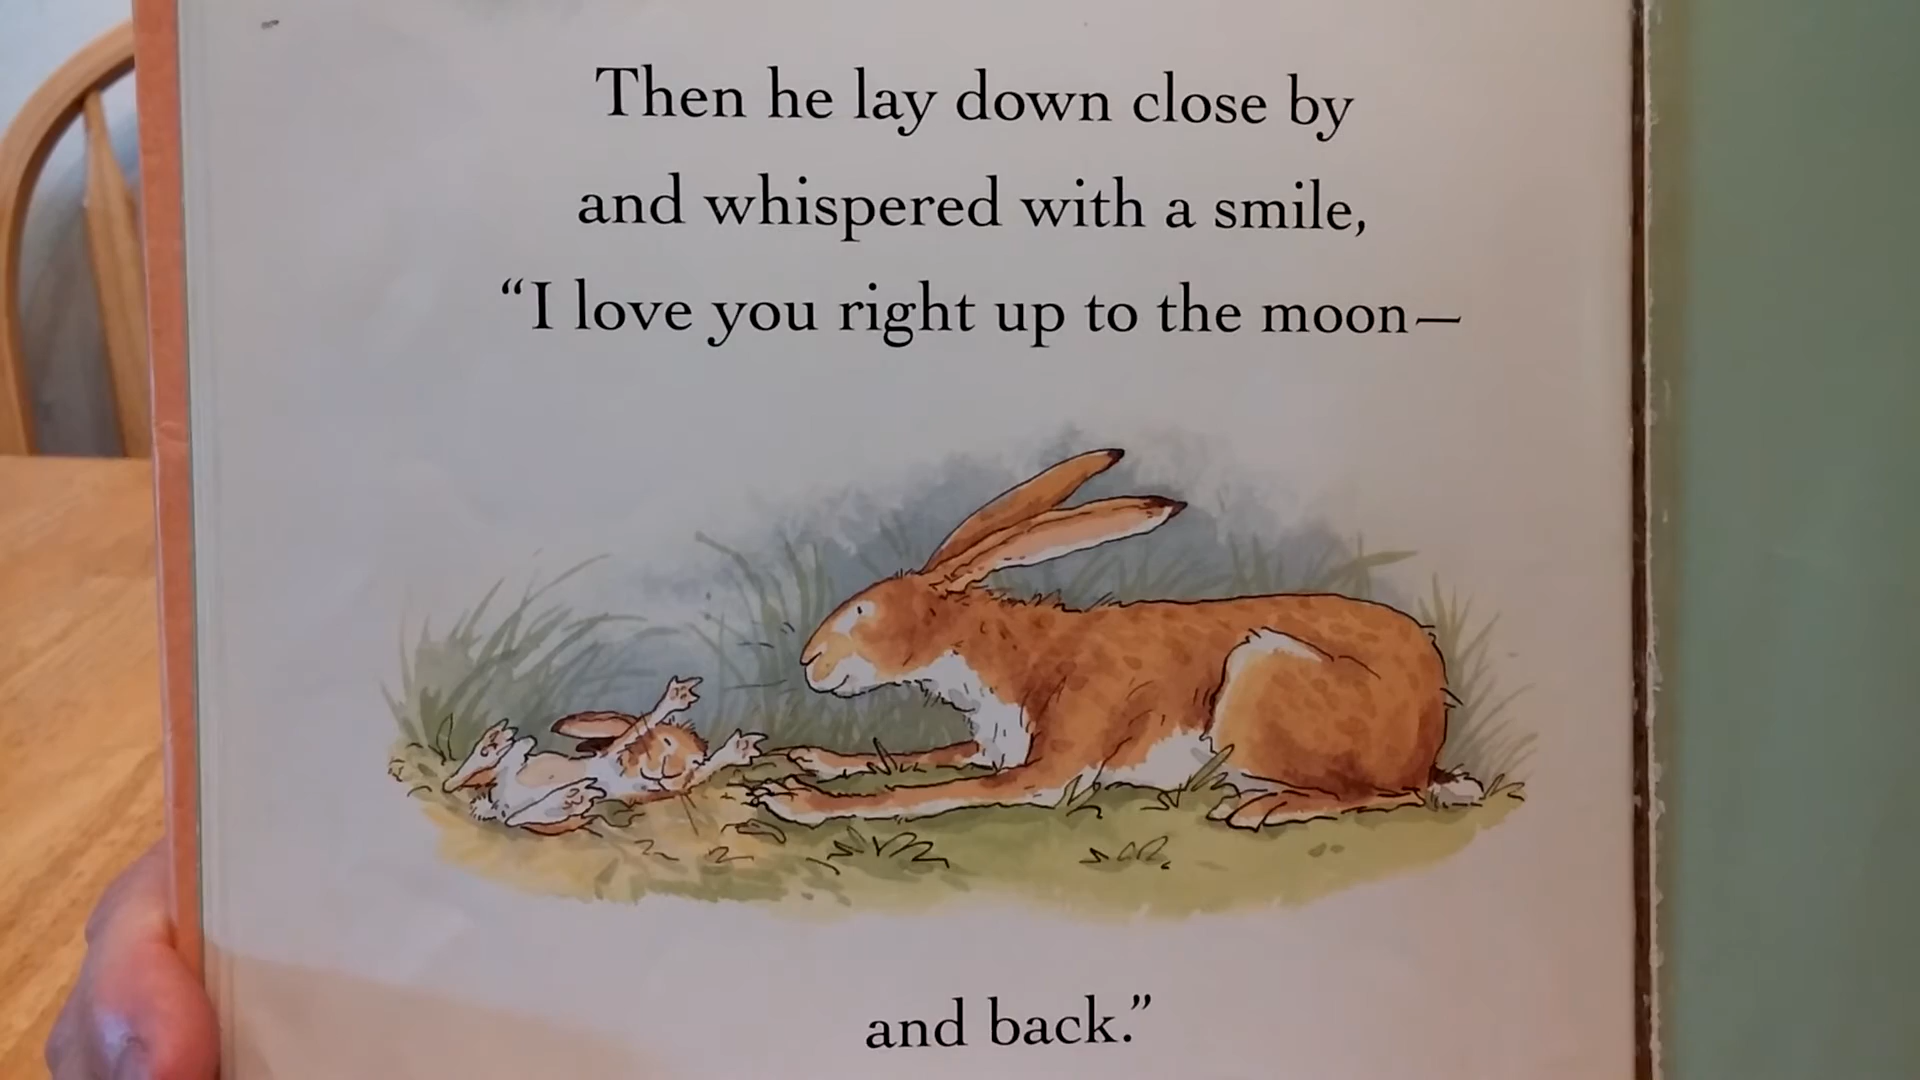 Then he lay down close by
and whispered with a smile,
“I love you right up to the moon—
and back.”